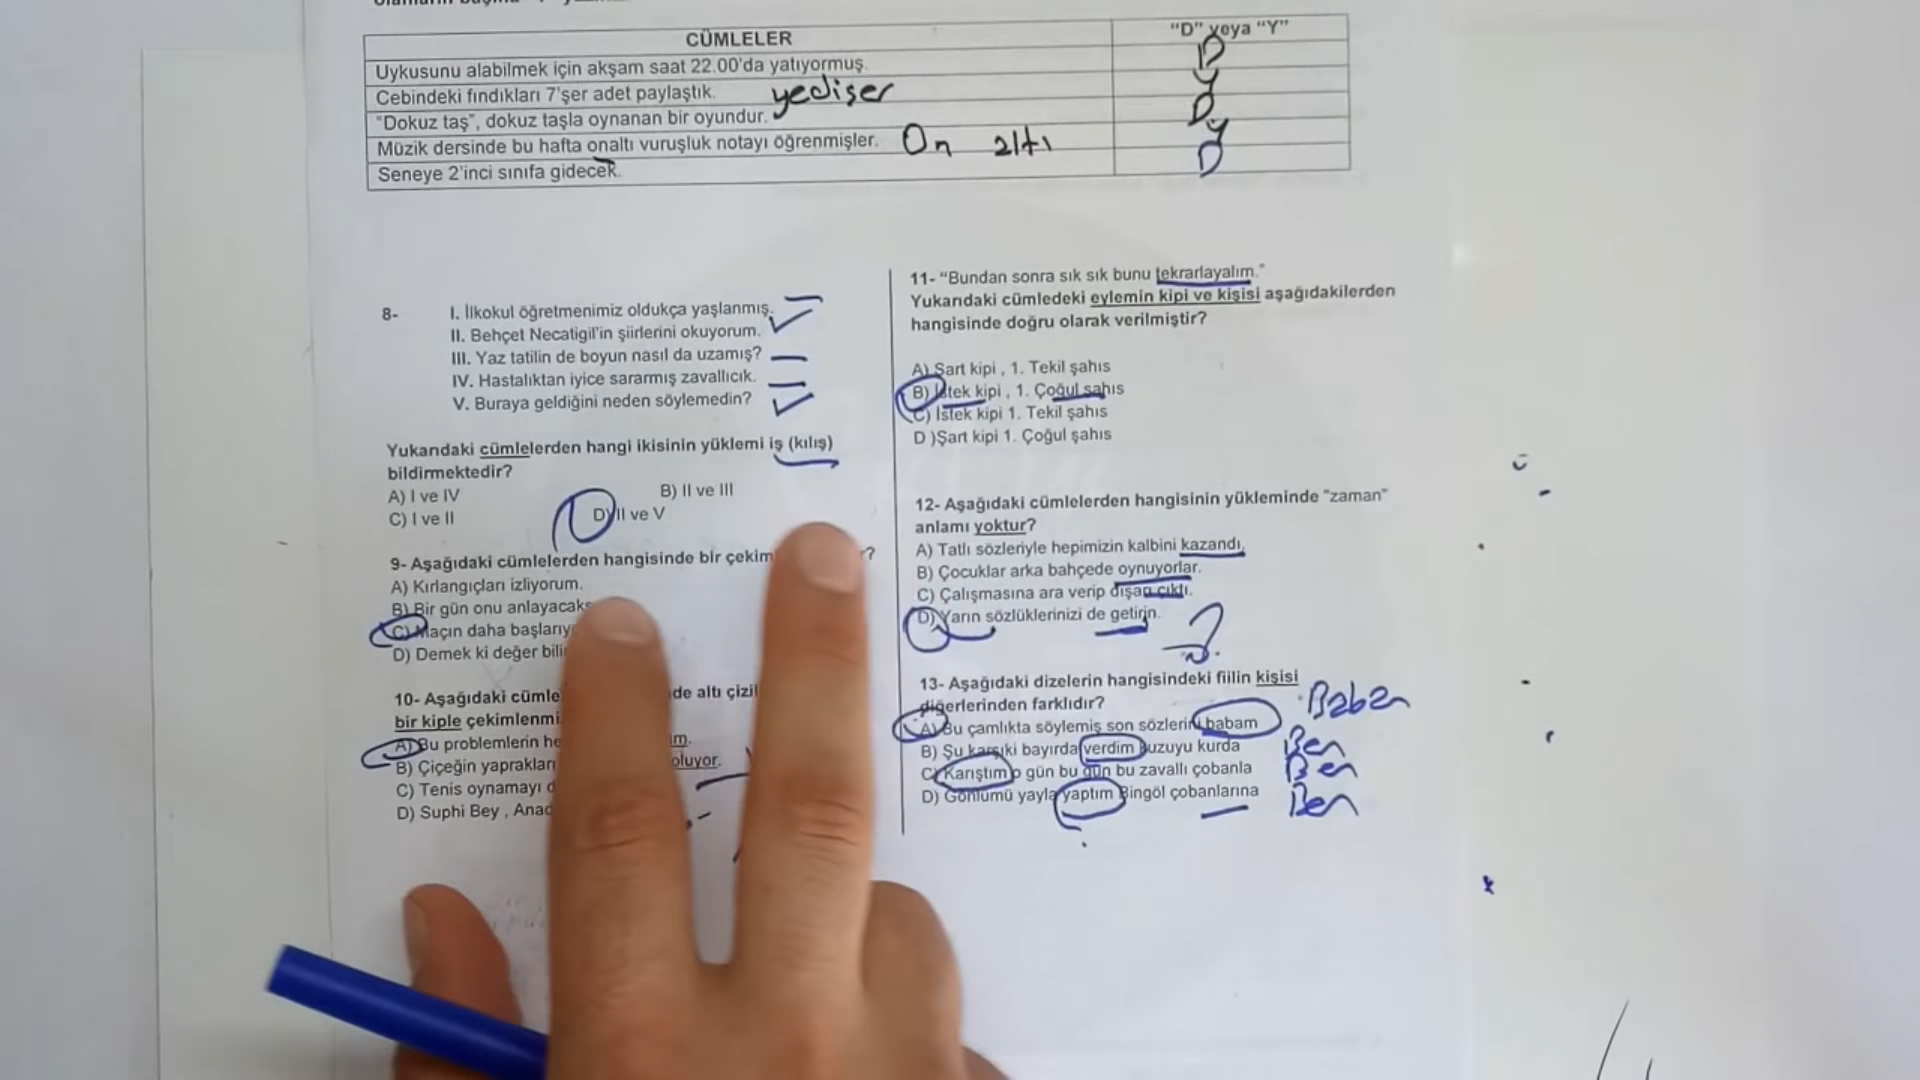 CÜMLELER
"D" veya "Y"
Uykusunu alabilmek için akşam saat 22.00'da yatıyormuş.
D
Cebindeki fındıkları 7'şer adet paylaştık. yedişer
Y
"Dokuz taş", dokuz taşla oynanan bir oyundur.
D
Müzik dersinde bu hafta onaltı vuruşluk notayı öğrenmişler. On altı
Y
Seneye 2'inci sınıfa gidecek.
D
8- I. İlkokul öğretmenimiz oldukça yaşlanmış.
II. Behçet Necatigil'in şiirlerini okuyorum.
III. Yaz tatilin de boyun nasıl da uzamış?
IV. Hastalıktan iyice sararmış zavallıcık.
V. Buraya geldiğini neden söylemedin?
Yukarıdaki cümlelerden hangi ikisinin yüklemi iş (kılış)
bildirmektedir?
A) I ve IV B) II ve III
C) I ve II D) II ve V
9- Aşağıdaki cümlelerden hangisinde bir çekim
A) Kırlangıçları izliyorum.
B) Bir gün onu
C) Maçın daha
D) Demek ki değer
10- Aşağıdaki de altı
bir kiple
A) Bu problemlerin
B) Çiçeğin yaprakları oluyor.
C) Tenis oynamayı
D) Suphi Bey ,
11- "Bundan sonra sık sık bunu tekrarlayalım."
Yukarıdaki cümledeki eylemin kipi ve kişisi aşağıdakilerden
hangisinde doğru olarak verilmiştir?
A) Şart kipi , 1. Tekil şahıs
B) İstek kipi , 1. Çoğul şahıs
C) İstek kipi 1. Tekil şahıs
D )Şart kipi 1. Çoğul şahıs
12- Aşağıdaki cümlelerden hangisinin yükleminde "zaman"
anlamı yoktur?
A) Tatlı sözleriyle hepimizin kalbini kazandı.
B) Çocuklar arka bahçede oynuyorlar.
C) Çalışmasına ara verip dışarı çıktı.
D) Yarın sözlüklerinizi de getirin.
13- Aşağıdaki dizelerin hangisindeki fiilin kişisi
diğerlerinden farklıdır?
A) Bu çamlıkta söylemiş son sözlerini babam Babam
B) Şu karşıki bayırda verdim kuzuyu kurda Ben
C) Karıştım o gün bu gün bu zavallı çobanla Ben
D) Gönlümü yayla yaptım Bingöl çobanlarına Ben